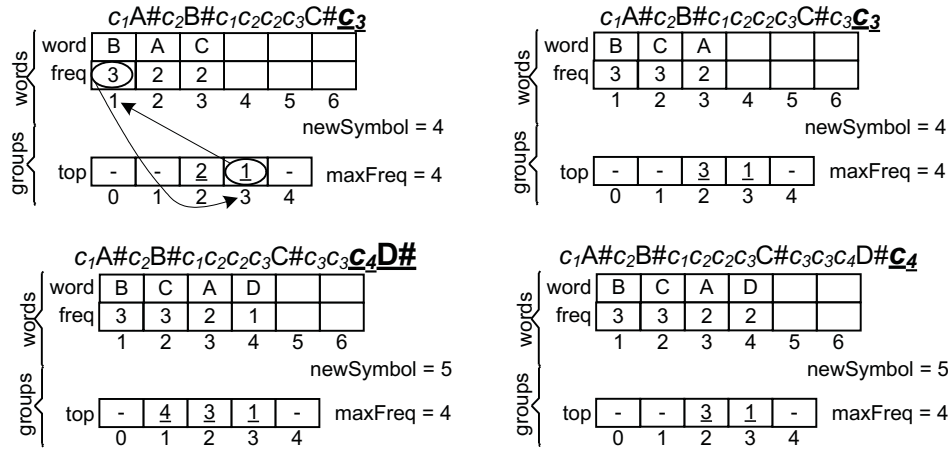 c₁A#c₂B#c₁c₂c₂c₃C#c₃
words
word B A C
freq 3 2 2
1 2 3 4 5 6
newSymbol = 4
groups
top - - 2 1 - maxFreq = 4
0 1 2 3 4
c₁A#c₂B#c₁c₂c₂c₃C#c₃c₃
words
word B C A
freq 3 3 2
1 2 3 4 5 6
newSymbol = 4
groups
top - - 3 1 - maxFreq = 4
0 1 2 3 4
c₁A#c₂B#c₁c₂c₂c₃C#c₃c₃c₄D#
words
word B C A D
freq 3 3 2 1
1 2 3 4 5 6
newSymbol = 5
groups
top - 4 3 1 - maxFreq = 4
0 1 2 3 4
c₁A#c₂B#c₁c₂c₂c₃C#c₃c₃c₄D#c₄
words
word B C A D
freq 3 3 2 2
1 2 3 4 5 6
newSymbol = 5
groups
top - - 3 1 - maxFreq = 4
0 1 2 3 4